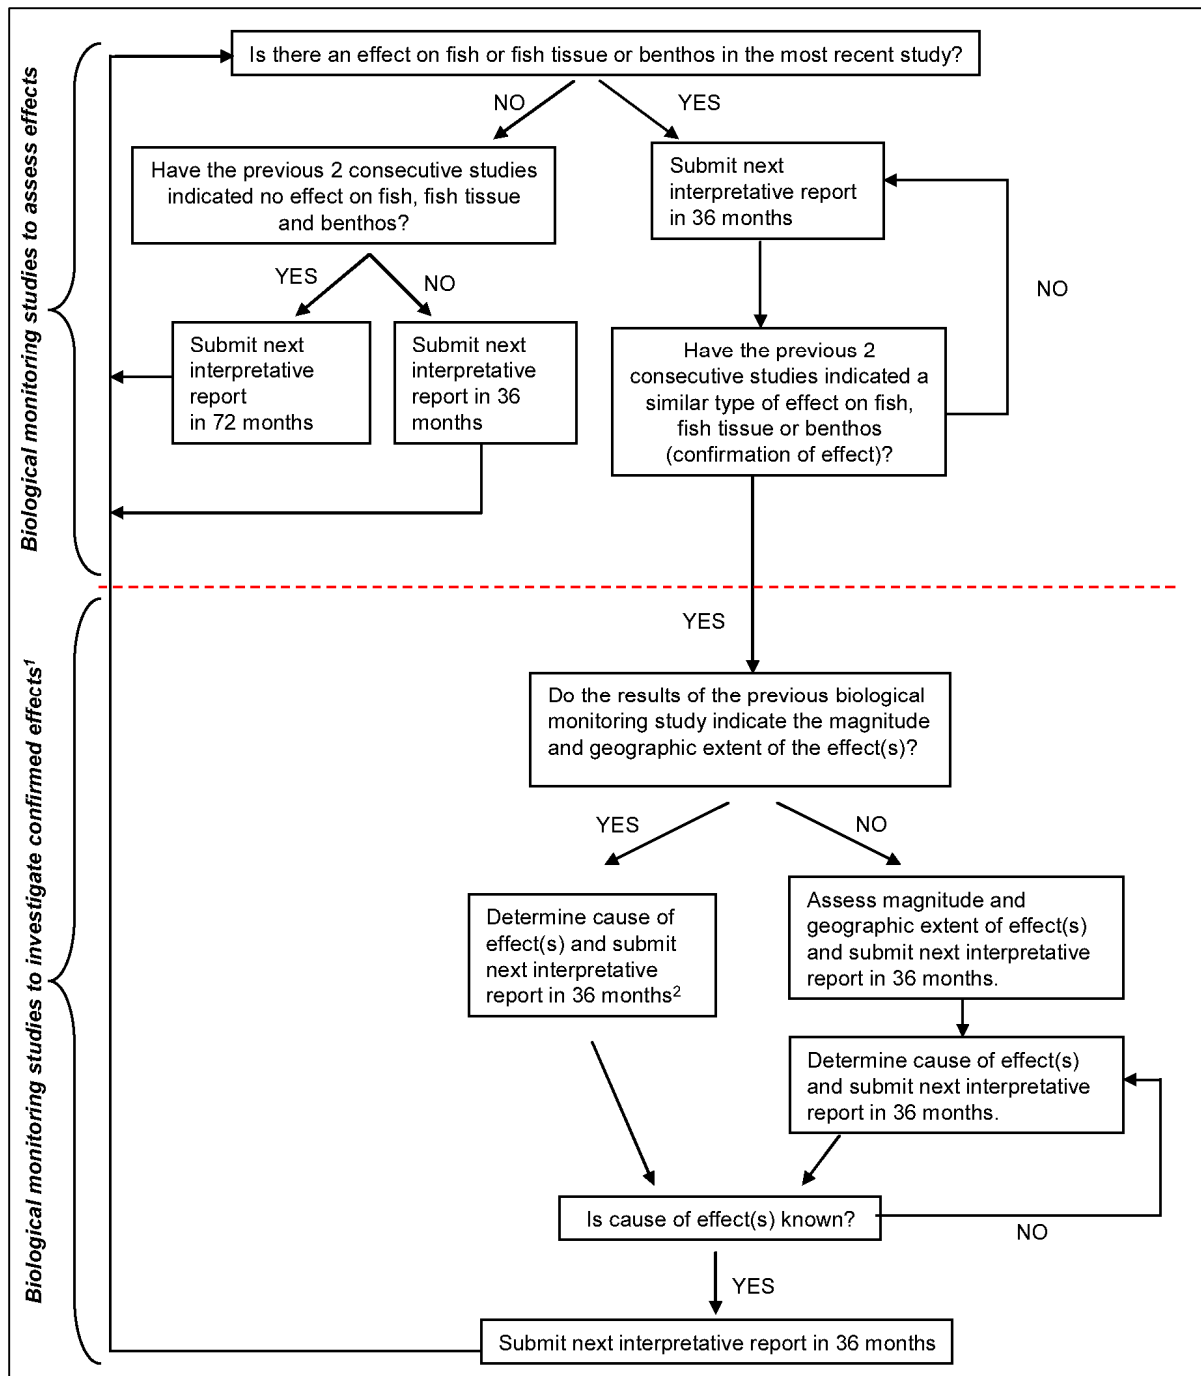 Biological monitoring studies to assess effects
Is there an effect on fish or fish tissue or benthos in the most recent study?
NO
YES
Have the previous 2 consecutive studies
indicated no effect on fish, fish tissue
and benthos?
Submit next
interpretative report
in 36 months
YES
NO
NO
Submit next
interpretative
report
in 72 months
Submit next
interpretative
report in 36
months
Have the previous 2
consecutive studies indicated a
similar type of effect on fish,
fish tissue or benthos
(confirmation of effect)?
Biological monitoring studies to investigate confirmed effects¹
YES
Do the results of the previous biological
monitoring study indicate the magnitude
and geographic extent of the effect(s)?
YES
NO
Determine cause of
effect(s) and submit
next interpretative
report in 36 months²
Assess magnitude and
geographic extent of effect(s)
and submit next interpretative
report in 36 months.
Determine cause of effect(s)
and submit next interpretative
report in 36 months.
Is cause of effect(s) known?
NO
YES
Submit next interpretative report in 36 months